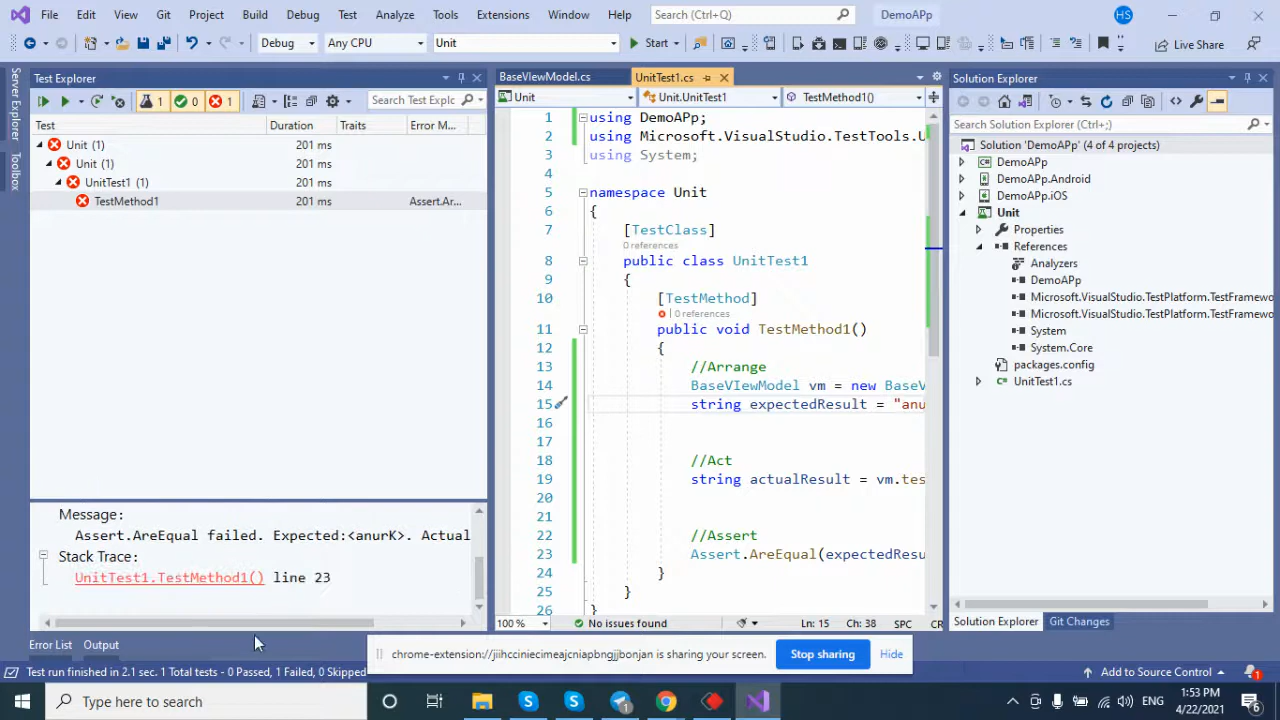 File Edit View Git Project Build Debug Test Analyze Tools Extensions Window Help Search (Ctrl+Q) DemoAPp HS
Debug Any CPU Unit Start Live Share
Server Explorer
Toolbox
Test Explorer
1 0 1 Search Test Explc
Test Duration Traits Error M...
Unit (1) 201 ms
Unit (1) 201 ms
UnitTest1 (1) 201 ms
TestMethod1 201 ms Assert.Ar...
Message:
Assert.AreEqual failed. Expected:<anurK>. Actual
Stack Trace:
UnitTest1.TestMethod1() line 23
BaseVIewModel.cs UnitTest1.cs
Unit Unit.UnitTest1 TestMethod1()
1 using DemoAPp;
2 using Microsoft.VisualStudio.TestTools.U
3 using System;
4
5 namespace Unit
6 {
7 [TestClass]
0 references
8 public class UnitTest1
9 {
10 [TestMethod]
0 references
11 public void TestMethod1()
12 {
13 //Arrange
14 BaseVIewModel vm = new BaseV
15 string expectedResult = "anu
16
17
18 //Act
19 string actualResult = vm.tes
20
21
22 //Assert
23 Assert.AreEqual(expectedResu
24 }
25 }
26 }
100 % No issues found Ln: 15 Ch: 38 SPC CR
Solution Explorer
Search Solution Explorer (Ctrl+;)
Solution 'DemoAPp' (4 of 4 projects)
DemoAPp
DemoAPp.Android
DemoAPp.iOS
Unit
Properties
References
Analyzers
DemoAPp
Microsoft.VisualStudio.TestPlatform.TestFramewo
Microsoft.VisualStudio.TestPlatform.TestFramewo
System
System.Core
packages.config
UnitTest1.cs
Solution Explorer Git Changes
Error List Output
chrome-extension://jiihcciniecimeajcniapbngjjbonjan is sharing your screen. Stop sharing Hide
Test run finished in 2.1 sec. 1 Total tests - 0 Passed, 1 Failed, 0 Skipped Add to Source Control 1
Type here to search ENG 1:53 PM 4/22/2021 6